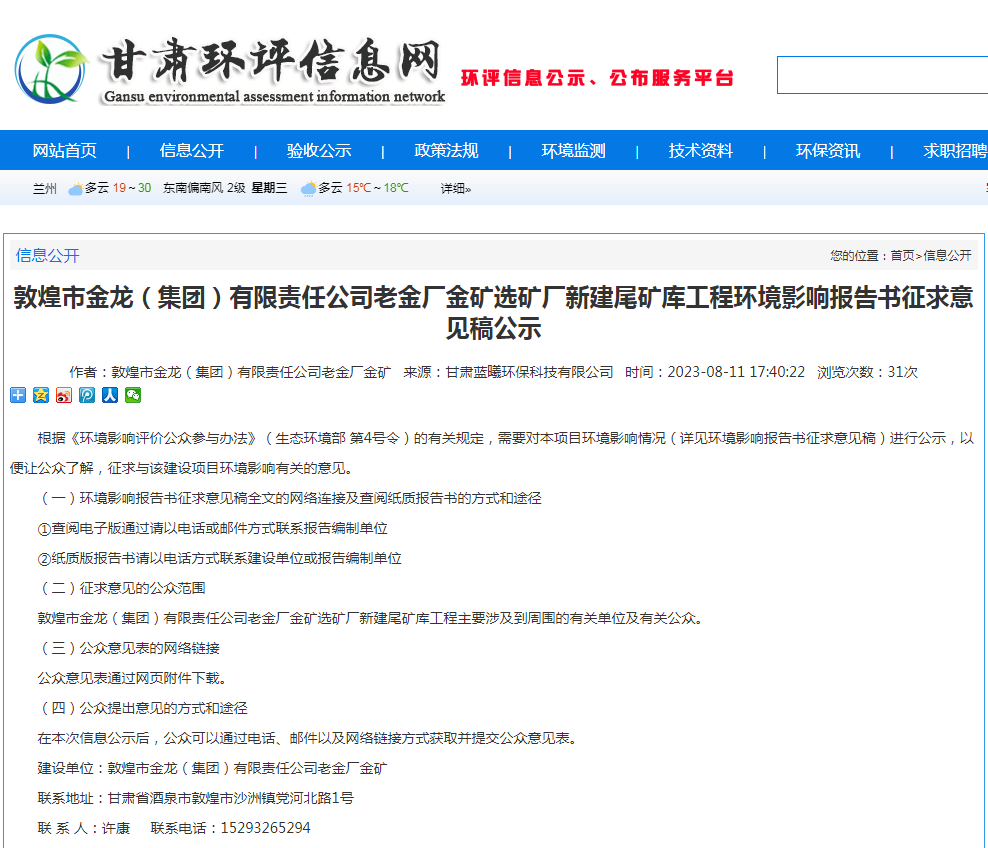 甘肃环评信息网
Gansu environmental assessment information network
环评信息公示、公布服务平台
网站首页 | 信息公开 | 验收公示 | 政策法规 | 环境监测 | 技术资料 | 环保资讯 | 求职招聘
兰州 多云 19~30 东南偏南风 2级 星期三 多云 15℃~18℃ 详细»
信息公开
您的位置：首页>信息公开
敦煌市金龙（集团）有限责任公司老金厂金矿选矿厂新建尾矿库工程环境影响报告书征求意
见稿公示
作者：敦煌市金龙（集团）有限责任公司老金厂金矿 来源：甘肃蓝曦环保科技有限公司 时间：2023-08-11 17:40:22 浏览次数：31次
根据《环境影响评价公众参与办法》（生态环境部 第4号令）的有关规定，需要对本项目环境影响情况（详见环境影响报告书征求意见稿）进行公示，以
便让公众了解，征求与该建设项目环境影响有关的意见。
（一）环境影响报告书征求意见稿全文的网络连接及查阅纸质报告书的方式和途径
①查阅电子版通过请以电话或邮件方式联系报告编制单位
②纸质版报告书请以电话方式联系建设单位或报告编制单位
（二）征求意见的公众范围
敦煌市金龙（集团）有限责任公司老金厂金矿选矿厂新建尾矿库工程主要涉及到周围的有关单位及有关公众。
（三）公众意见表的网络链接
公众意见表通过网页附件下载。
（四）公众提出意见的方式和途径
在本次信息公示后，公众可以通过电话、邮件以及网络链接方式获取并提交公众意见表。
建设单位：敦煌市金龙（集团）有限责任公司老金厂金矿
联系地址：甘肃省酒泉市敦煌市沙洲镇党河北路1号
联 系 人：许康 联系电话：15293265294